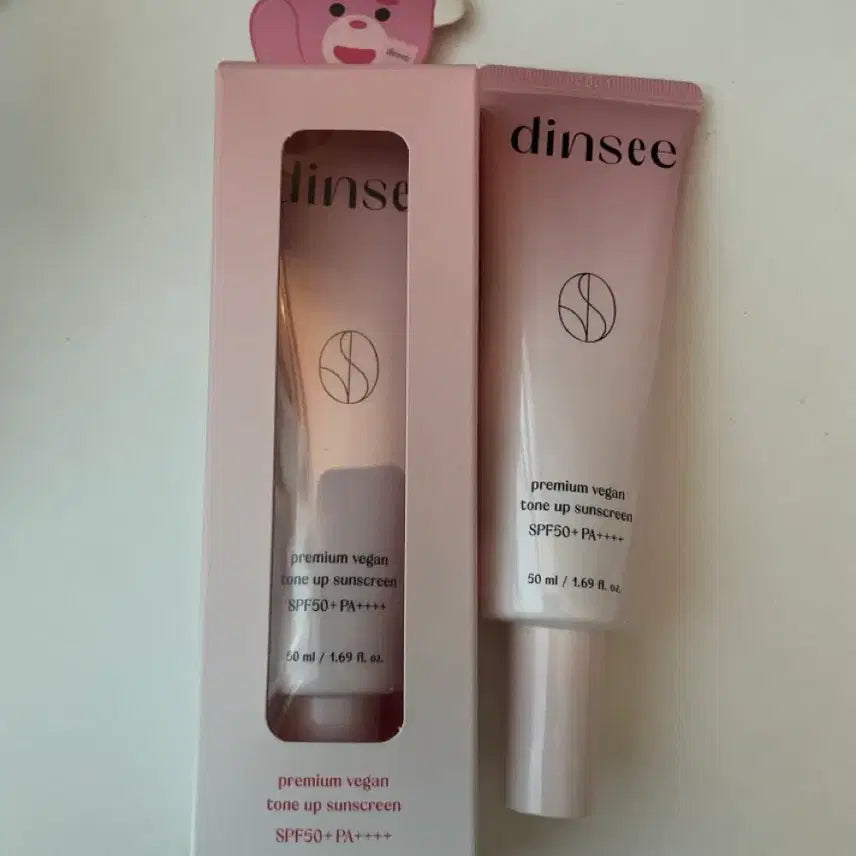 dinsee
premium vegan
tone up sunscreen
SPF50+ PA++++
50 ml / 1.69 fl. oz.
premium vegan
tone up sunscreen
SPF50+ PA++++
dinsee
premium vegan
tone up sunscreen
SPF50+ PA++++
50 ml / 1.69 fl. oz.